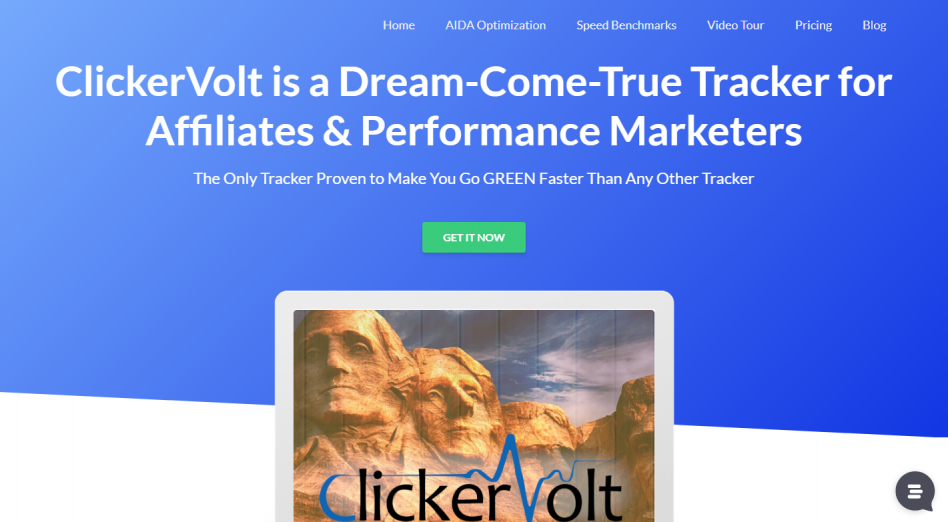 Home AIDA Optimization Speed Benchmarks Video Tour Pricing Blog
ClickerVolt is a Dream-Come-True Tracker for
Affiliates & Performance Marketers
The Only Tracker Proven to Make You Go GREEN Faster Than Any Other Tracker
GET IT NOW
ClickerVolt